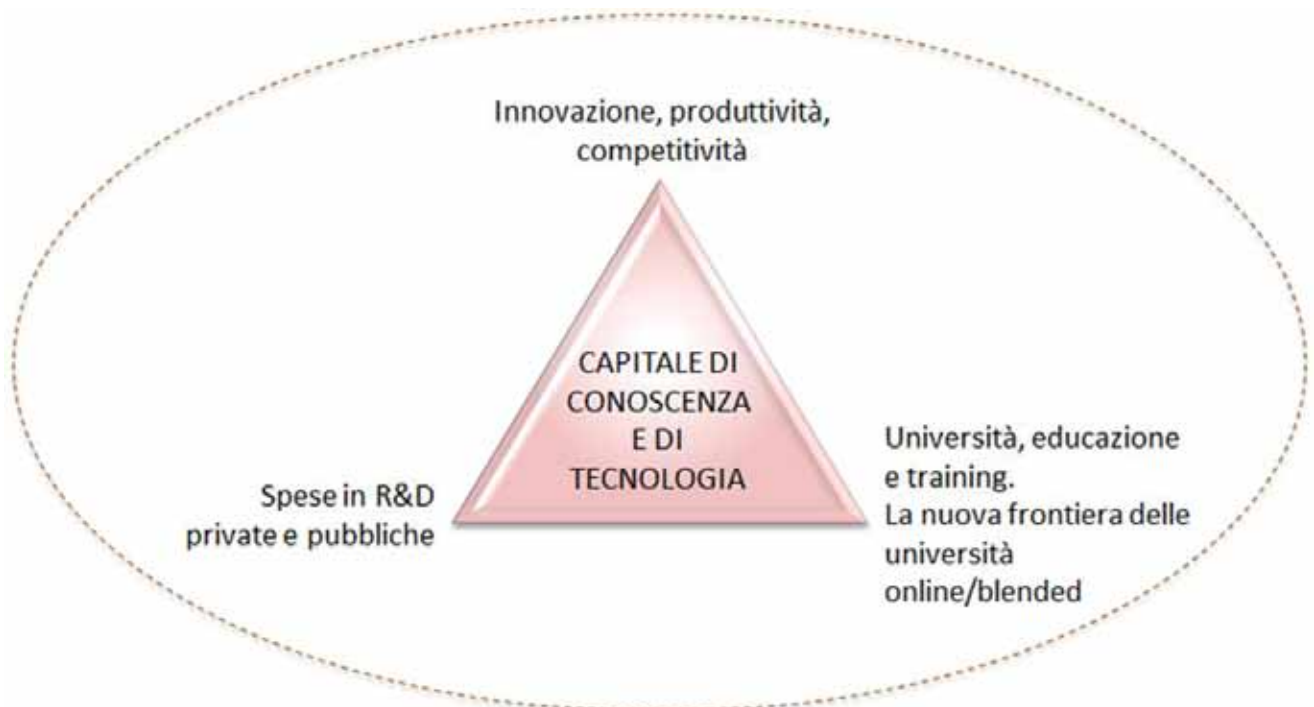 Innovazione, produttività,
competitività
CAPITALE DI
CONOSCENZA
E DI
TECNOLOGIA
Spese in R&D
private e pubbliche
Università, educazione
e training.
La nuova frontiera delle
università
online/blended